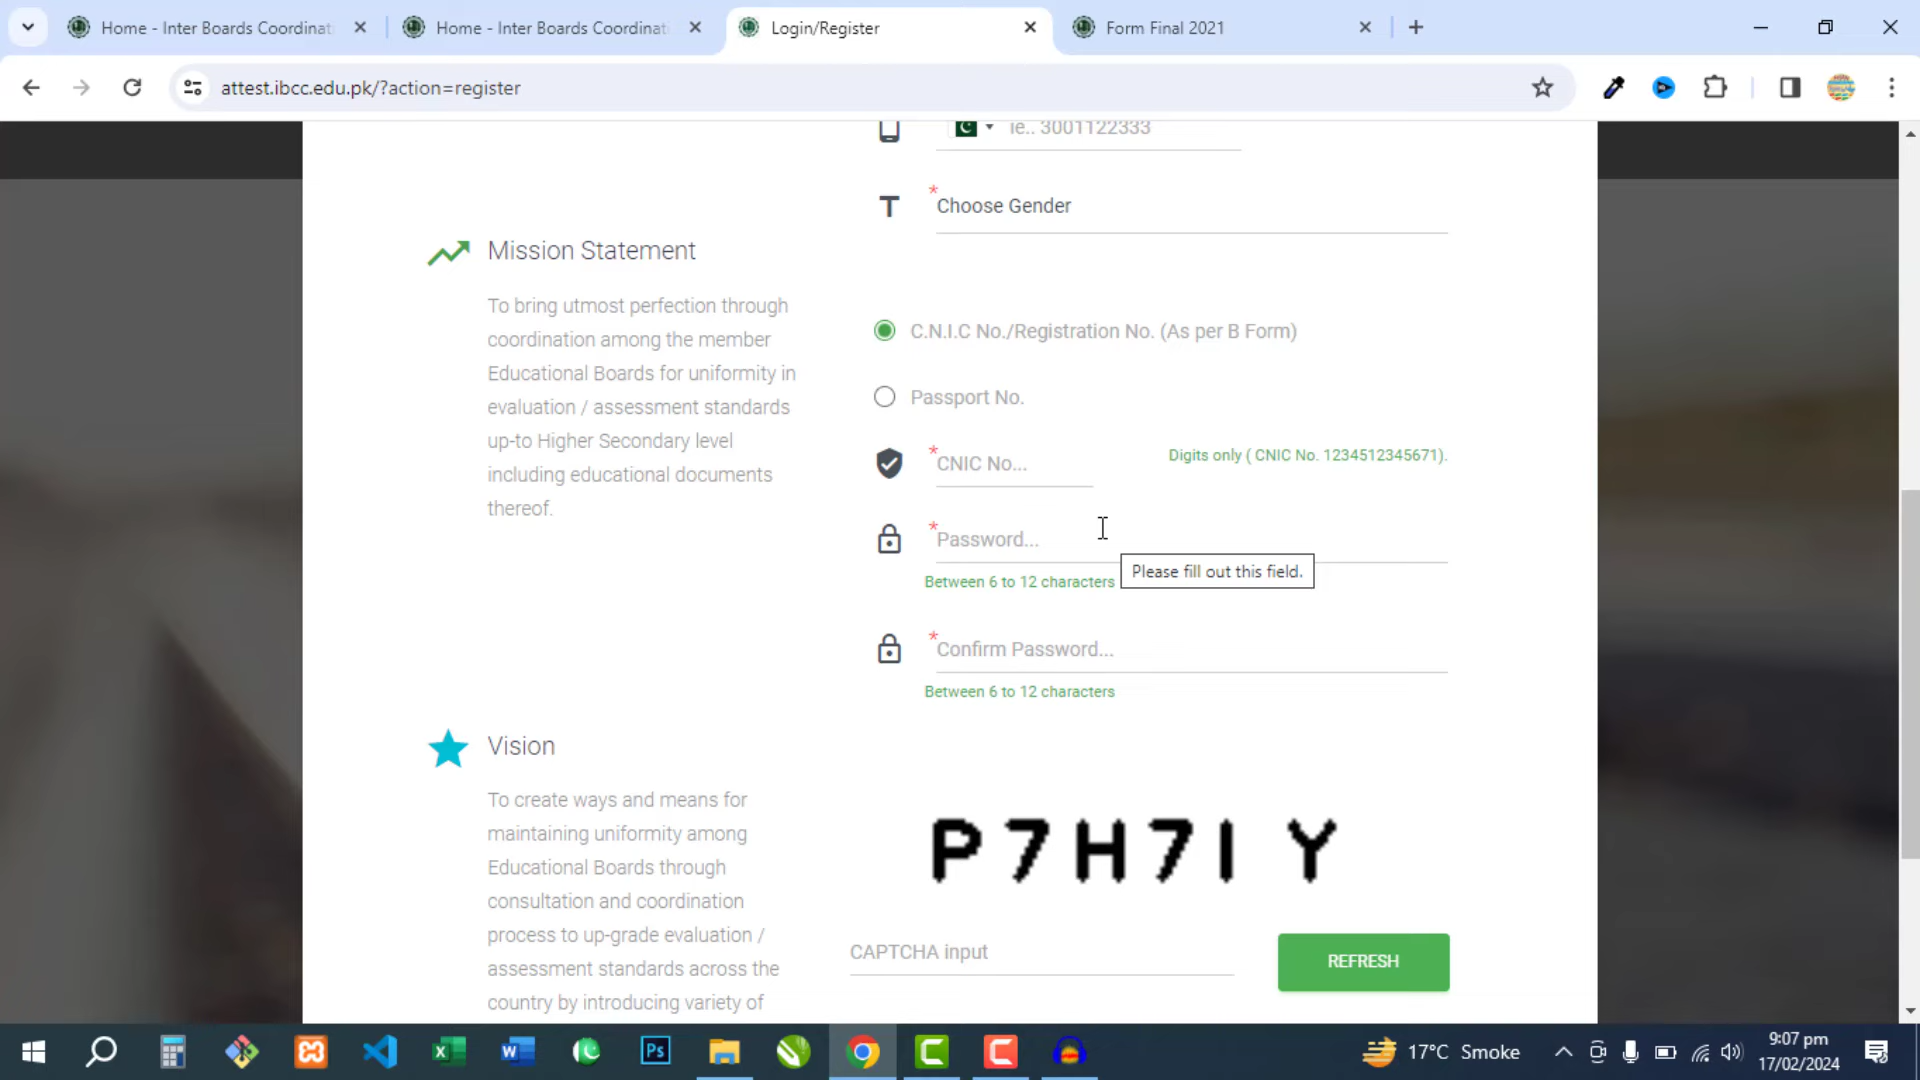 Home - Inter Boards Coordinat
Home - Inter Boards Coordinati
Login/Register
Form Final 2021
attest.ibcc.edu.pk/?action=register
ie.. 3001122333
* Choose Gender
Mission Statement
To bring utmost perfection through
coordination among the member
Educational Boards for uniformity in
evaluation / assessment standards
up-to Higher Secondary level
including educational documents
thereof.
C.N.I.C No./Registration No. (As per B Form)
Passport No.
* CNIC No...
Digits only ( CNIC No. 1234512345671).
* Password...
Please fill out this field.
Between 6 to 12 characters
* Confirm Password...
Between 6 to 12 characters
Vision
To create ways and means for
maintaining uniformity among
Educational Boards through
consultation and coordination
process to up-grade evaluation /
assessment standards across the
country by introducing variety of
P7H7I Y
CAPTCHA input
REFRESH
Ps
17°C Smoke
9:07 pm
17/02/2024